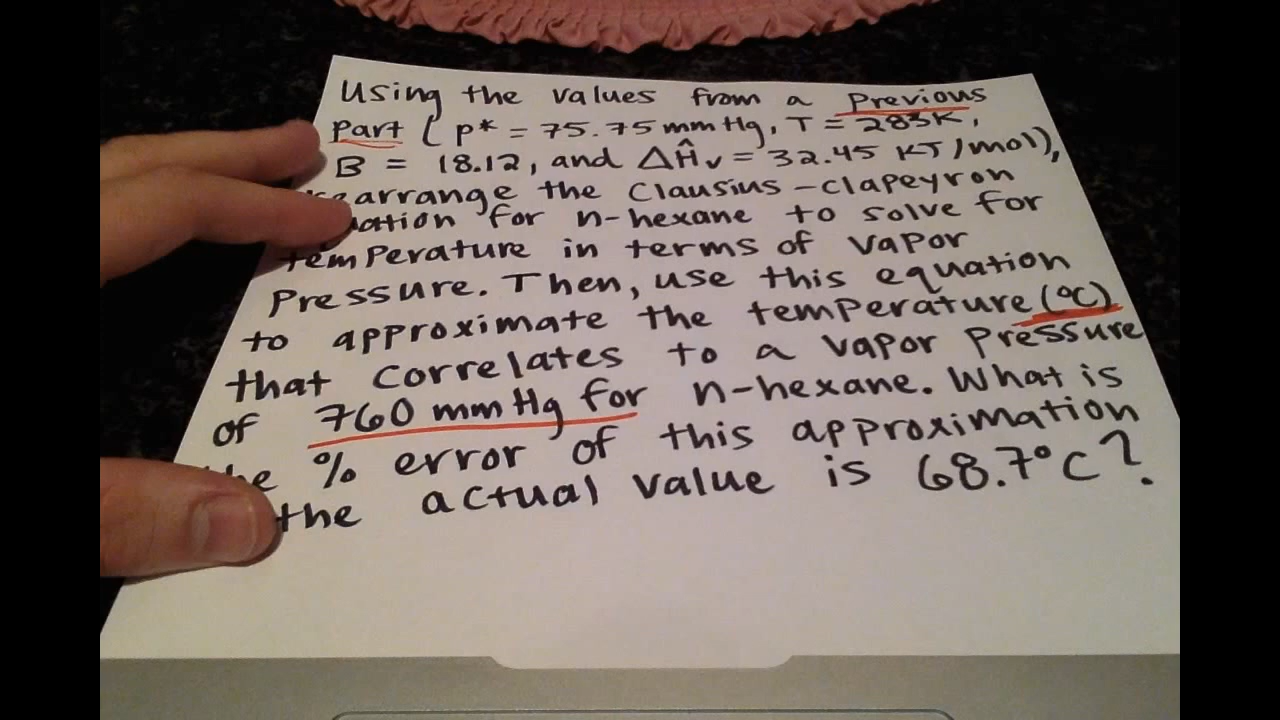 Using the values from a previous
part (p* = 75.75 mmHg, T = 283K,
B = 18.12, and ΔĤv = 32.45 KJ/mol),
rearrange the Clausius-Clapeyron
for n-hexane to solve for
temperature in terms of vapor
pressure. Then, use this equation
to approximate the temperature (°C)
that correlates to a vapor pressure
of 760 mmHg for n-hexane. What is
the % error of this approximation
the actual value is 68.7°C?